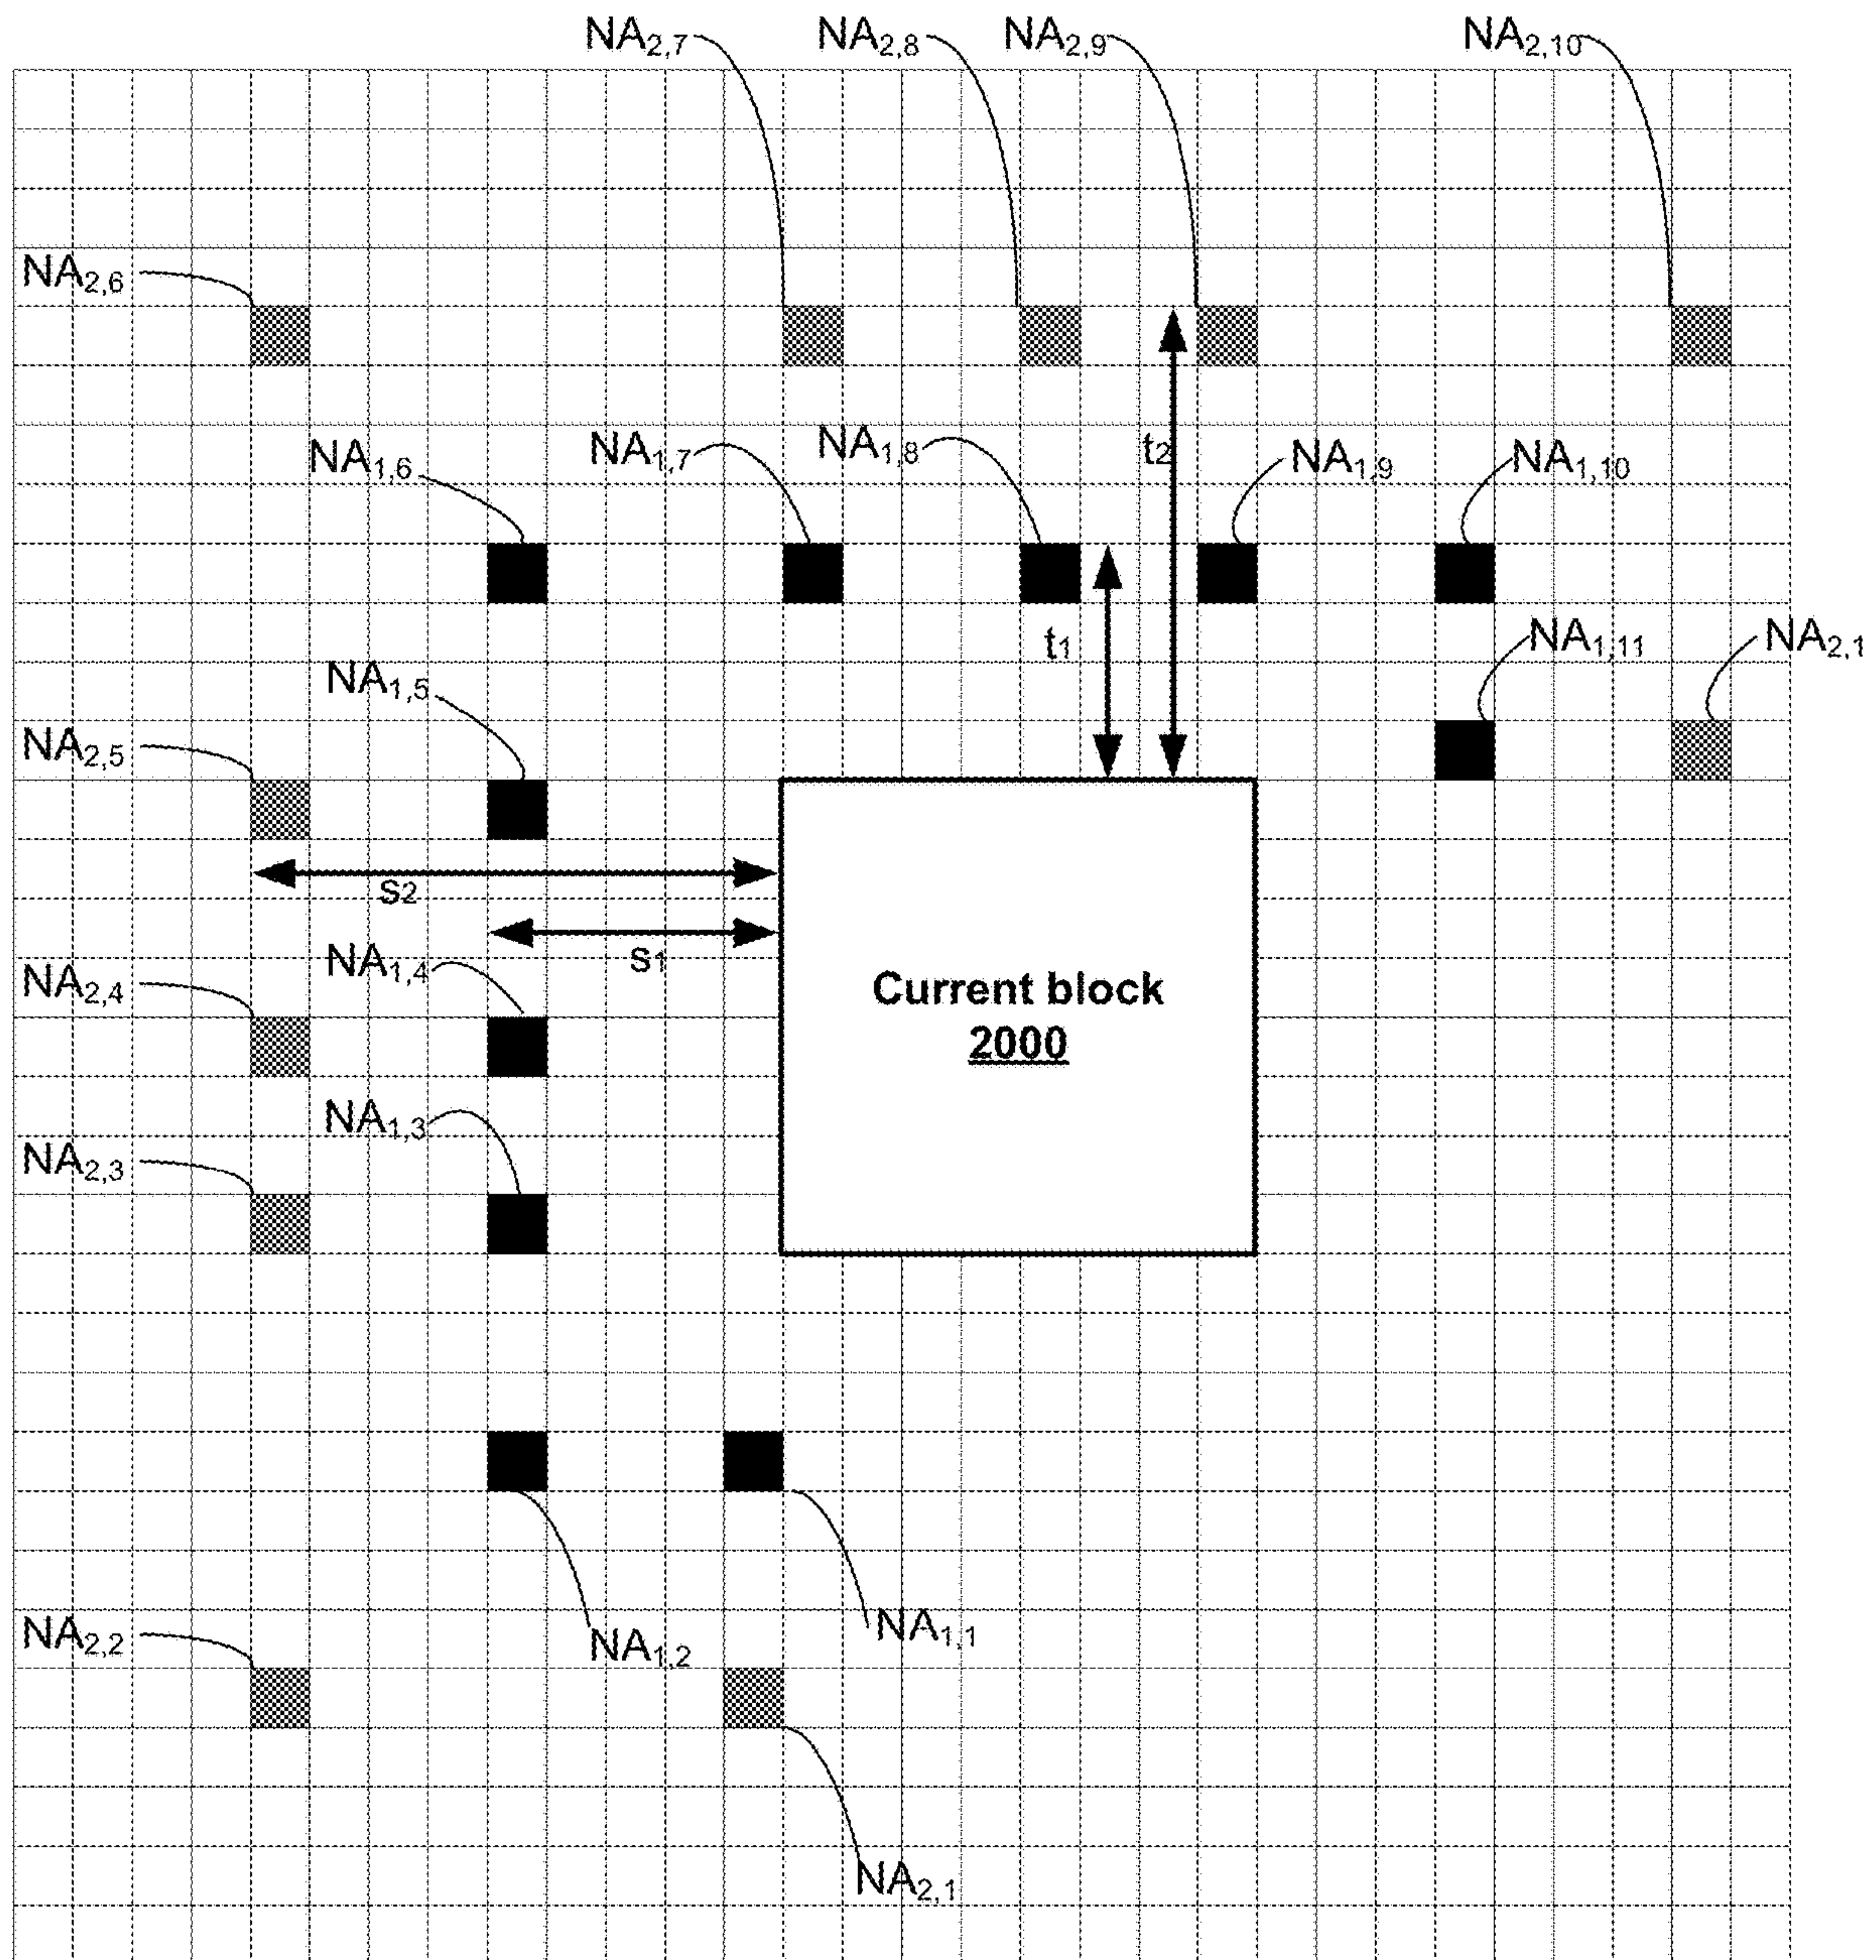 NA2,7 NA2,8 NA2,9 NA2,10
NA2,6
NA1,6 NA1,7 NA1,8 t2 NA1,9 NA1,10
t1 NA1,11 NA2,1
NA1,5
NA2,5
s2
s1
NA1,4
NA2,4
Current block
2000
NA1,3
NA2,3
NA2,2 NA1,2 NA1,1
NA2,1